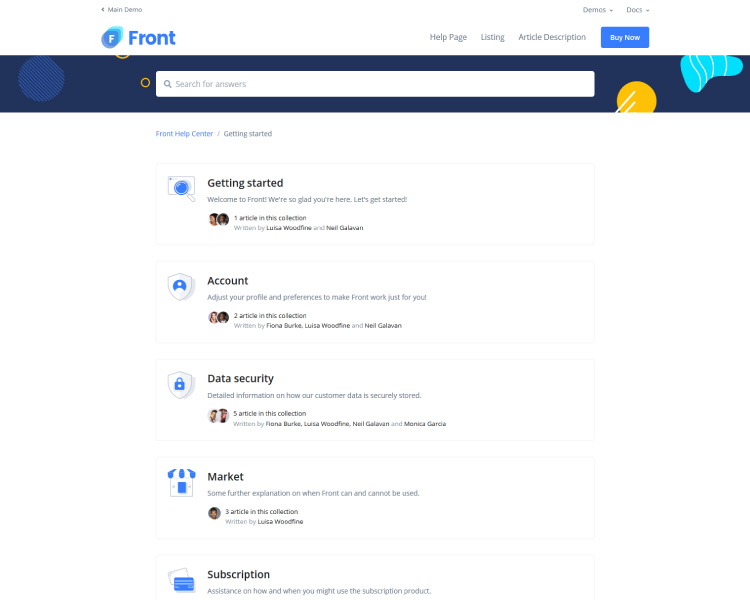 Main Demo
Demos
Docs
Front
Help Page
Listing
Article Description
Buy Now
Search for answers
Front Help Center / Getting started
Getting started
Welcome to Front! We're so glad you're here. Let's get started!
1 article in this collection
Written by Luisa Woodfine and Neil Galavan
Account
Adjust your profile and preferences to make Front work just for you!
2 article in this collection
Written by Fiona Burke, Luisa Woodfine and Neil Galavan
Data security
Detailed information on how our customer data is securely stored.
5 article in this collection
Written by Fiona Burke, Luisa Woodfine, Neil Galavan and Monica Garcia
Market
Some further explanation on when Front can and cannot be used.
3 article in this collection
Written by Luisa Woodfine
Subscription
Assistance on how and when you might use the subscription product.